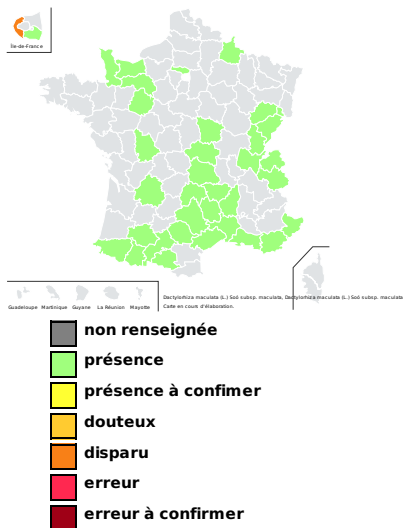 Île-de-France
Guadeloupe Martinique Guyane La Réunion Mayotte
Dactylorhiza maculata (L.) Soó subsp. maculata, Dactylorhiza maculata (L.) Soó subsp. maculata
Carte en cours d'élaboration.
non renseignée
présence
présence à confimer
douteux
disparu
erreur
erreur à confirmer